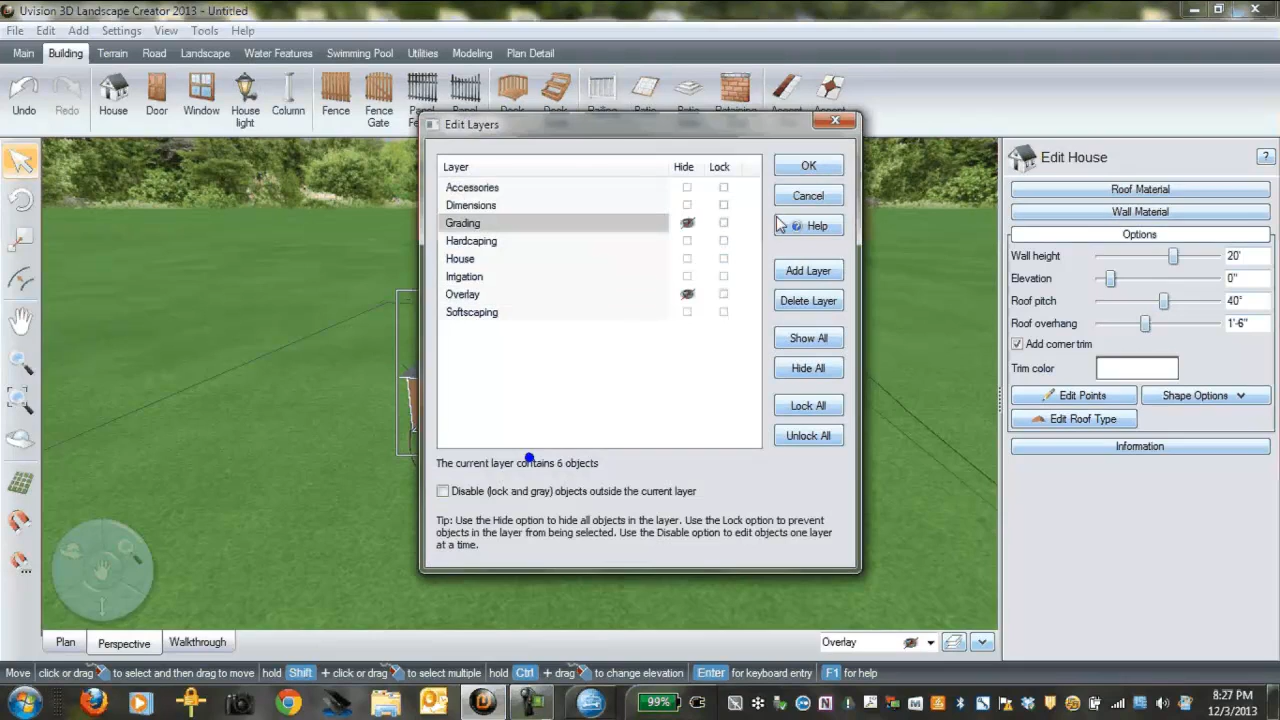 Uvision 3D Landscape Creator 2013 - Untitled
File Edit Add Settings View Tools Help
Main Building Terrain Road Landscape Water Features Swimming Pool Utilities Modeling Plan Detail
Undo Redo House Door Window House light Column Fence Fence Gate
Edit Layers
Layer Hide Lock
Accessories
Dimensions
Grading
Hardcaping
House
Irrigation
Overlay
Softscaping
OK
Cancel
Help
Add Layer
Delete Layer
Show All
Hide All
Lock All
Unlock All
The current layer contains 6 objects
Disable (lock and gray) objects outside the current layer
Tip: Use the Hide option to hide all objects in the layer. Use the Lock option to prevent
objects in the layer from being selected. Use the Disable option to edit objects one layer
at a time.
Edit House ?
Roof Material
Wall Material
Options
Wall height 20'
Elevation 0"
Roof pitch 40°
Roof overhang 1'-6"
Add corner trim
Trim color
Edit Points Shape Options
Edit Roof Type
Information
Plan Perspective Walkthrough Overlay
Move click or drag to select and then drag to move hold Shift + click or drag to select multiple hold Ctrl + drag to change elevation Enter for keyboard entry F1 for help
99%
8:27 PM
12/3/2013